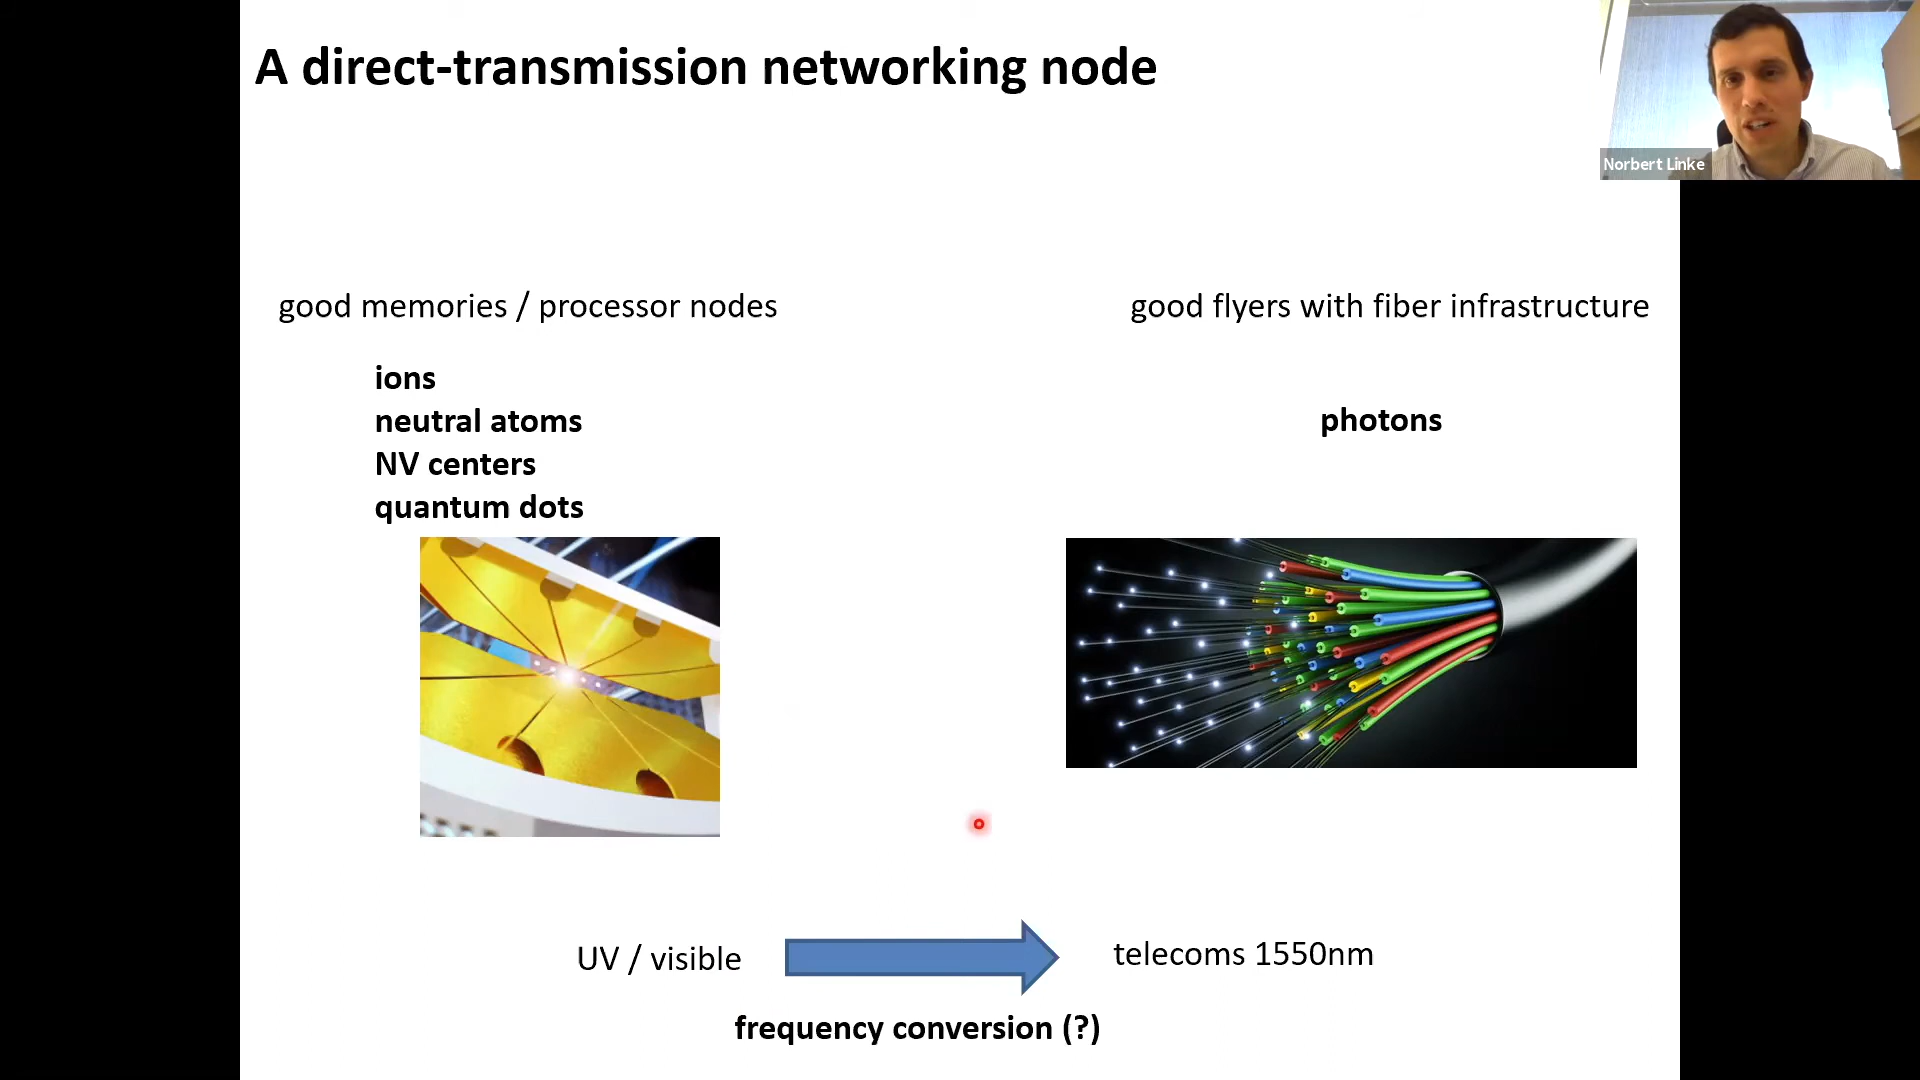 A direct-transmission networking node
Norbert Linke
good memories / processor nodes
good flyers with fiber infrastructure
ions
neutral atoms
NV centers
quantum dots
photons
UV / visible
telecoms 1550nm
frequency conversion (?)